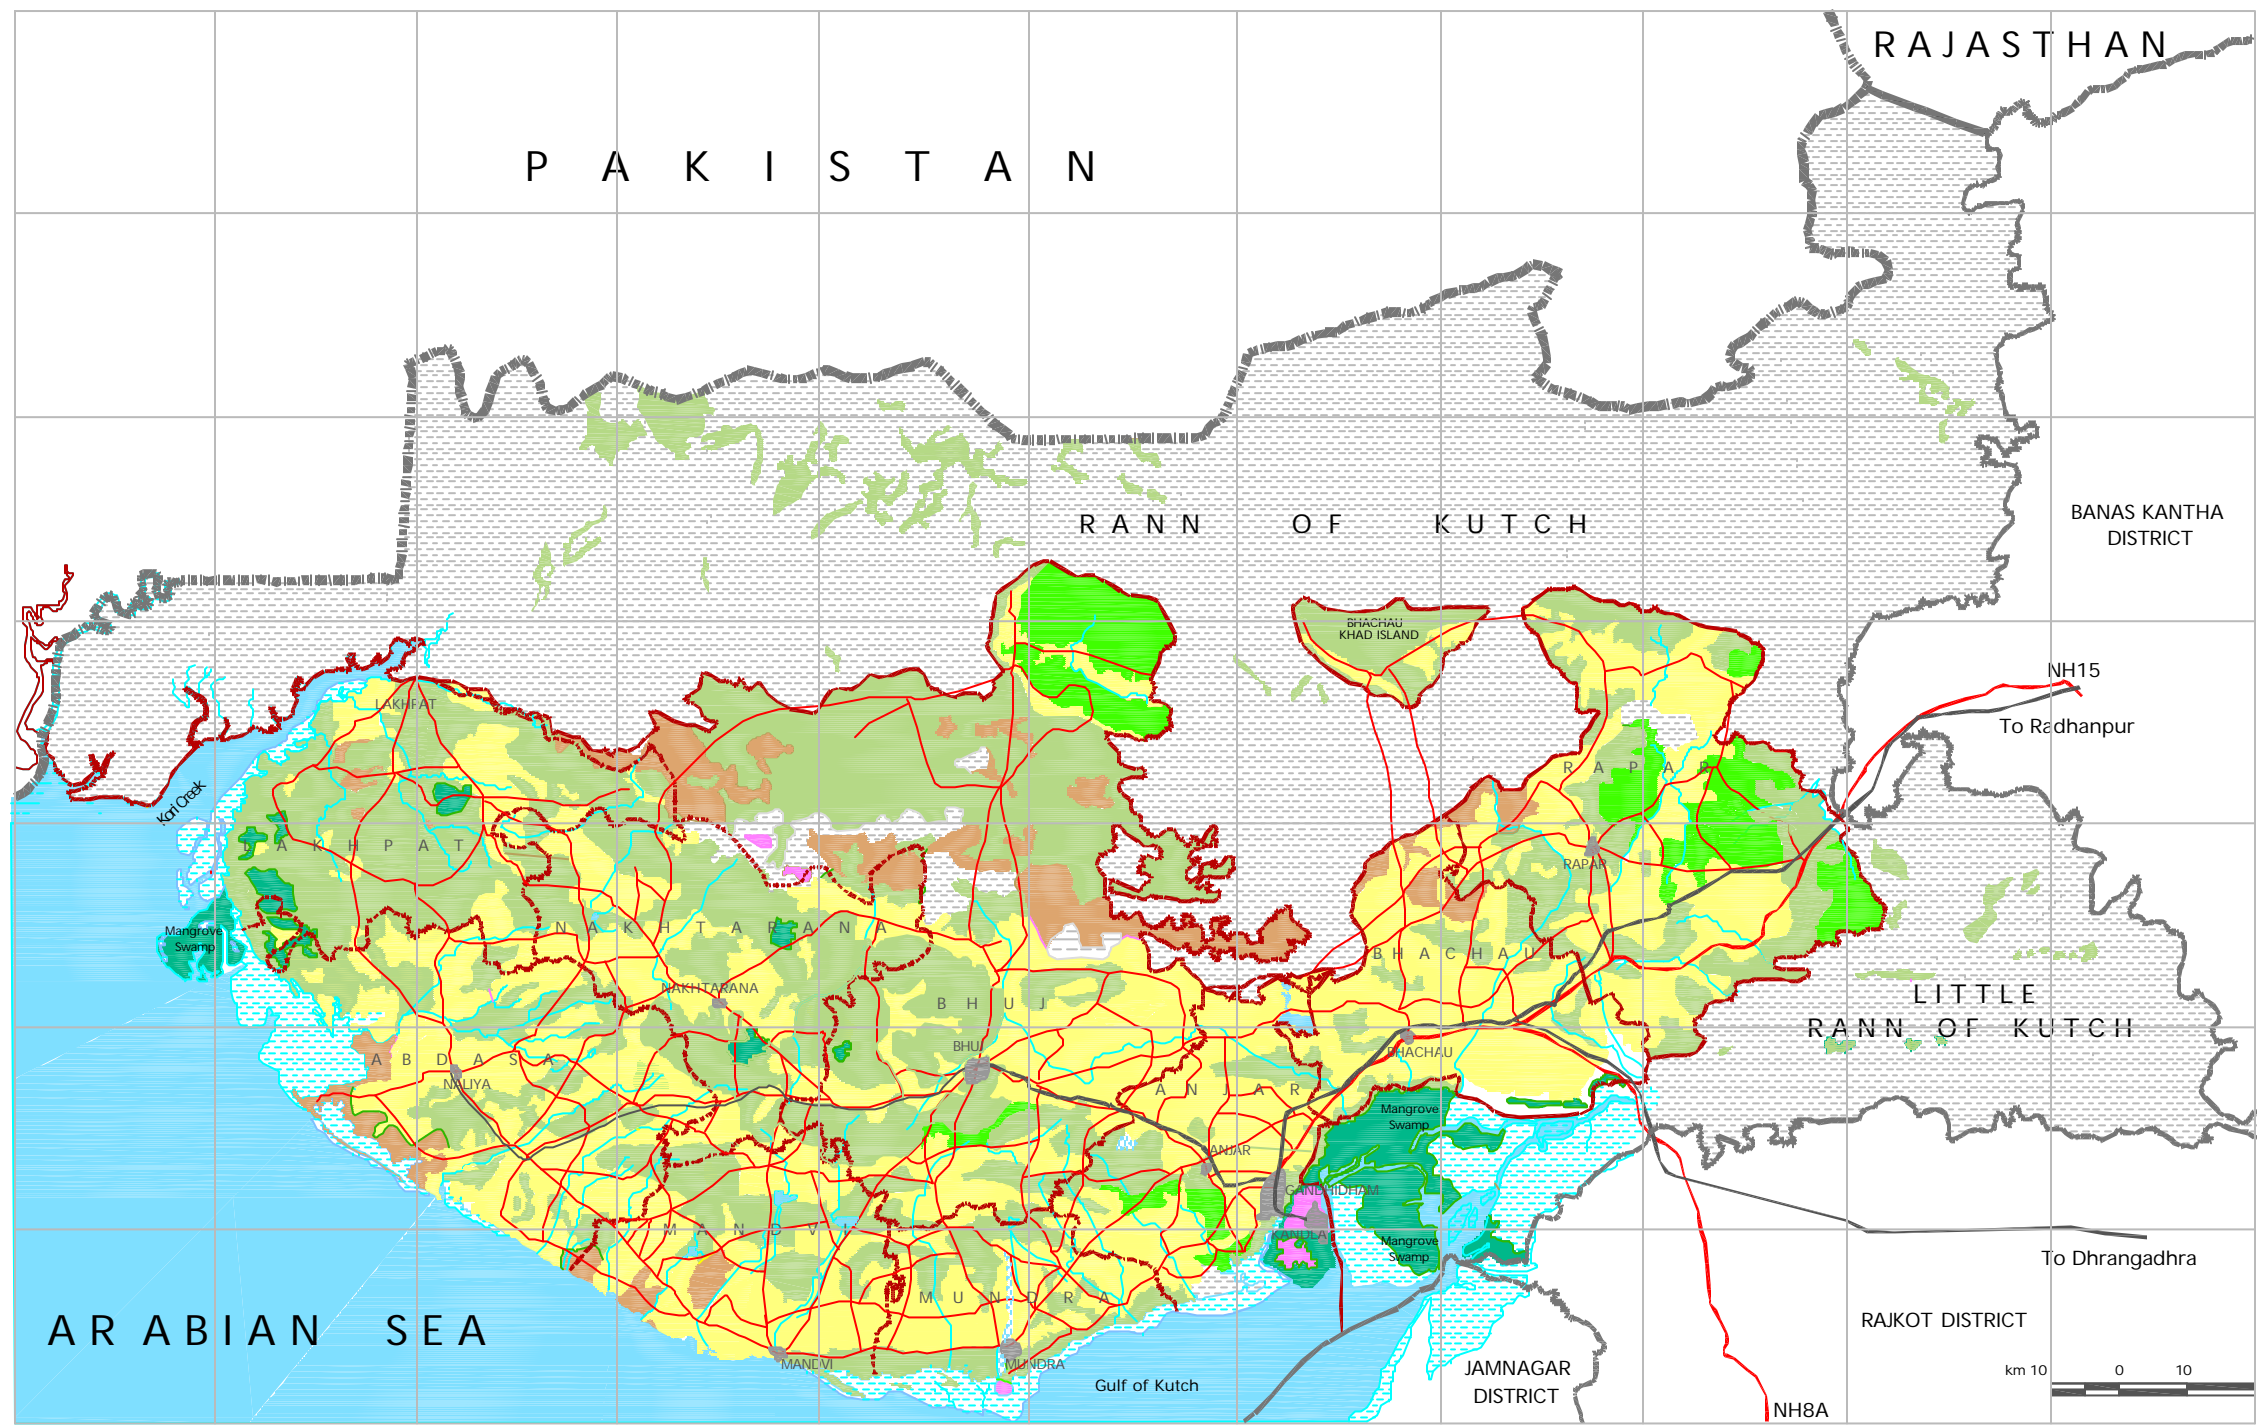 RAJASTHAN
PAKISTAN
RANN OF KUTCH
BANAS KANTHA
DISTRICT
BHACHAU
KHAD ISLAND
NH15
LAKHPAT
To Radhanpur
RAPAR
Kori Creek
LAKHPAT
RAPAR
NAKHTARANA
Mangrove
Swamp
BHACHAU
NAKHTARANA
BHUJ
LITTLE
RANN OF KUTCH
BHUJ
BHACHAU
ABDASA
NALIYA
ANJAR
Mangrove
Swamp
ANJAR
GANDHIDHAM
MANDVI
KANDLA
Mangrove
Swamp
To Dhrangadhra
MUNDRA
ARABIAN SEA
RAJKOT DISTRICT
MANDVI
MUNDRA
JAMNAGAR
DISTRICT
km 10 0 10
Gulf of Kutch
NH8A